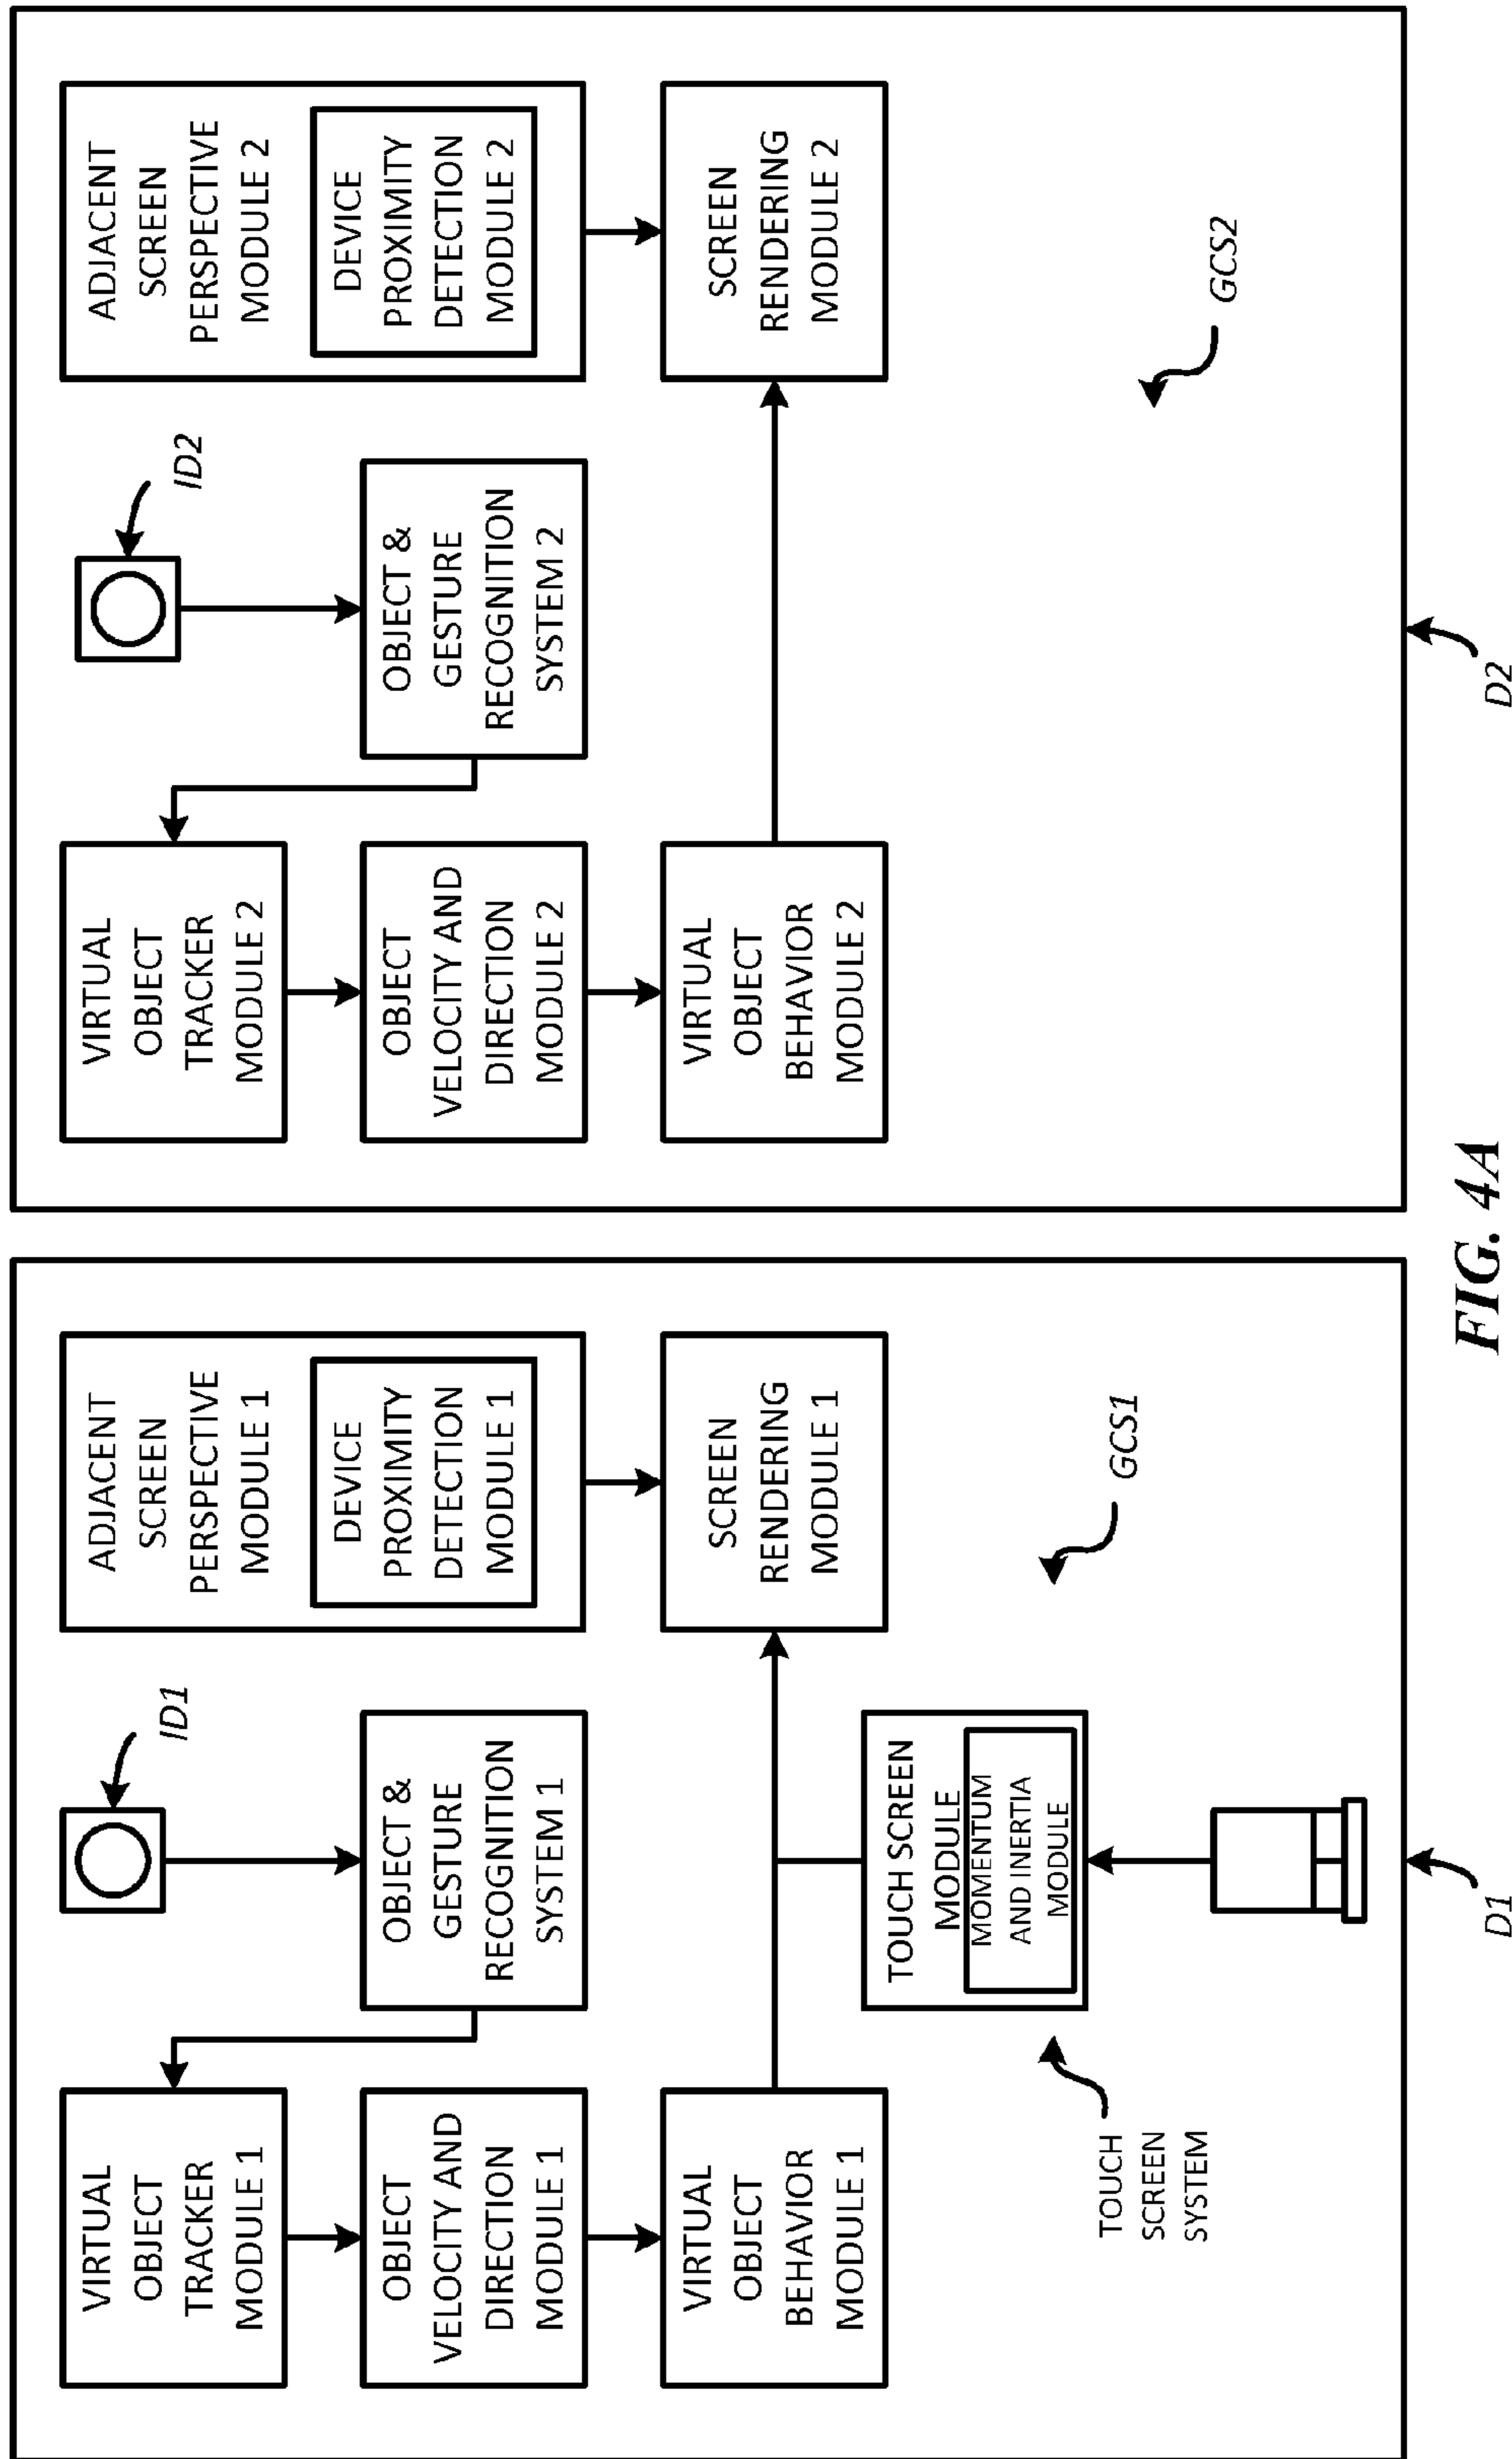 VIRTUAL
OBJECT
TRACKER
MODULE 1
OBJECT
VELOCITY AND
DIRECTION
MODULE 1
VIRTUAL
OBJECT
BEHAVIOR
MODULE 1
TOUCH
SCREEN
SYSTEM
ID1
OBJECT &
GESTURE
RECOGNITION
SYSTEM 1
TOUCH SCREEN
MODULE
MOMENTUM
AND INERTIA
MODULE
D1
ADJACENT
SCREEN
PERSPECTIVE
MODULE 1
DEVICE
PROXIMITY
DETECTION
MODULE 1
SCREEN
RENDERING
MODULE 1
GCS1
VIRTUAL
OBJECT
TRACKER
MODULE 2
OBJECT
VELOCITY AND
DIRECTION
MODULE 2
VIRTUAL
OBJECT
BEHAVIOR
MODULE 2
ID2
OBJECT &
GESTURE
RECOGNITION
SYSTEM 2
D2
ADJACENT
SCREEN
PERSPECTIVE
MODULE 2
DEVICE
PROXIMITY
DETECTION
MODULE 2
SCREEN
RENDERING
MODULE 2
GCS2
FIG. 4A